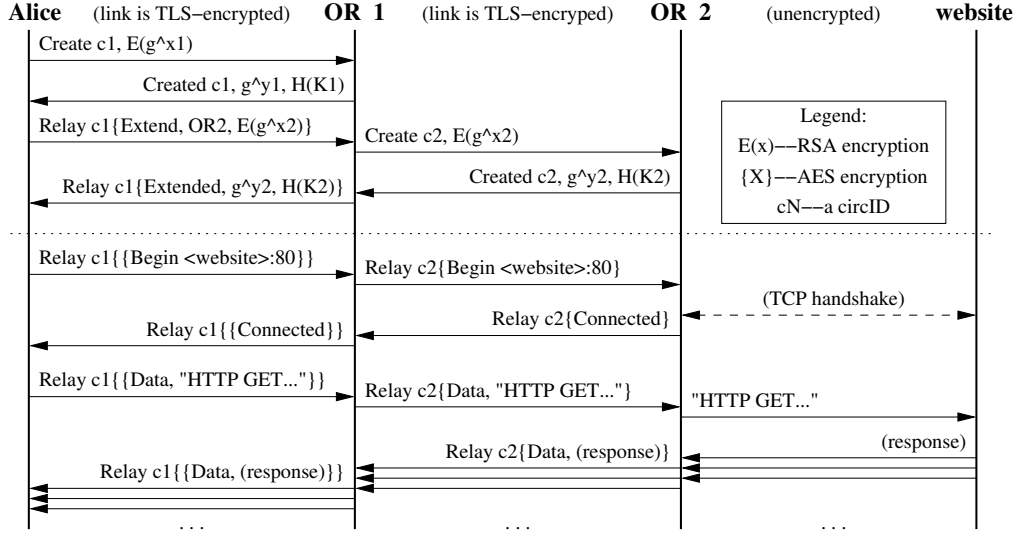 Alice (link is TLS−encrypted) OR 1 (link is TLS−encryped) OR 2 (unencrypted) website
Create c1, E(g^x1)
Created c1, g^y1, H(K1)
Relay c1{Extend, OR2, E(g^x2)}
Create c2, E(g^x2)
Created c2, g^y2, H(K2)
Relay c1{Extended, g^y2, H(K2)}
Legend:
E(x)−−RSA encryption
{X}−−AES encryption
cN−−a circID
Relay c1{{Begin <website>:80}}
Relay c2{Begin <website>:80}
(TCP handshake)
Relay c2{Connected}
Relay c1{{Connected}}
Relay c1{{Data, "HTTP GET..."}}
Relay c2{Data, "HTTP GET..."}
"HTTP GET..."
(response)
Relay c2{Data, (response)}
Relay c1{{Data, (response)}}
. . . . . . . . .